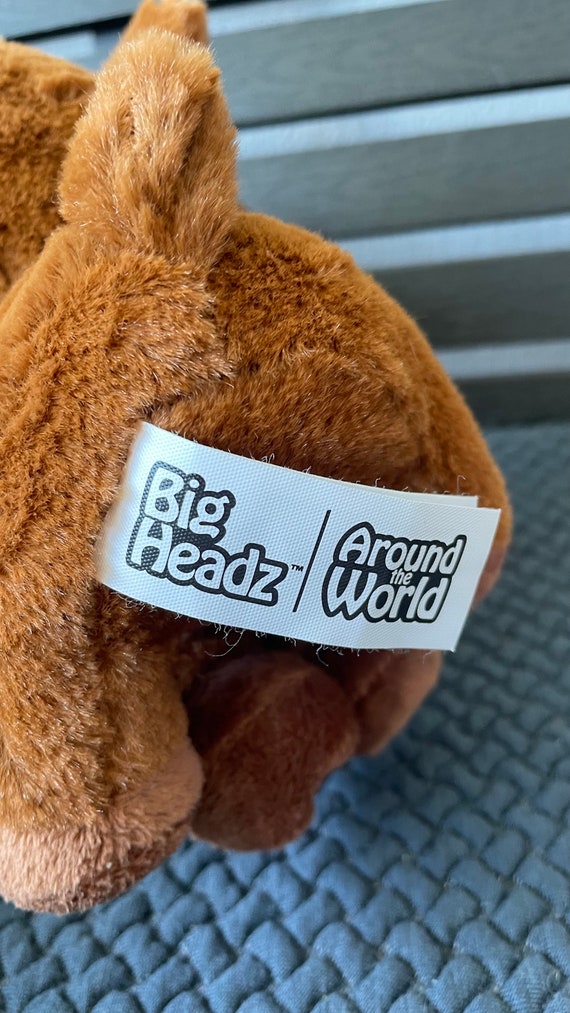 Big
Headz™
Around
the
World